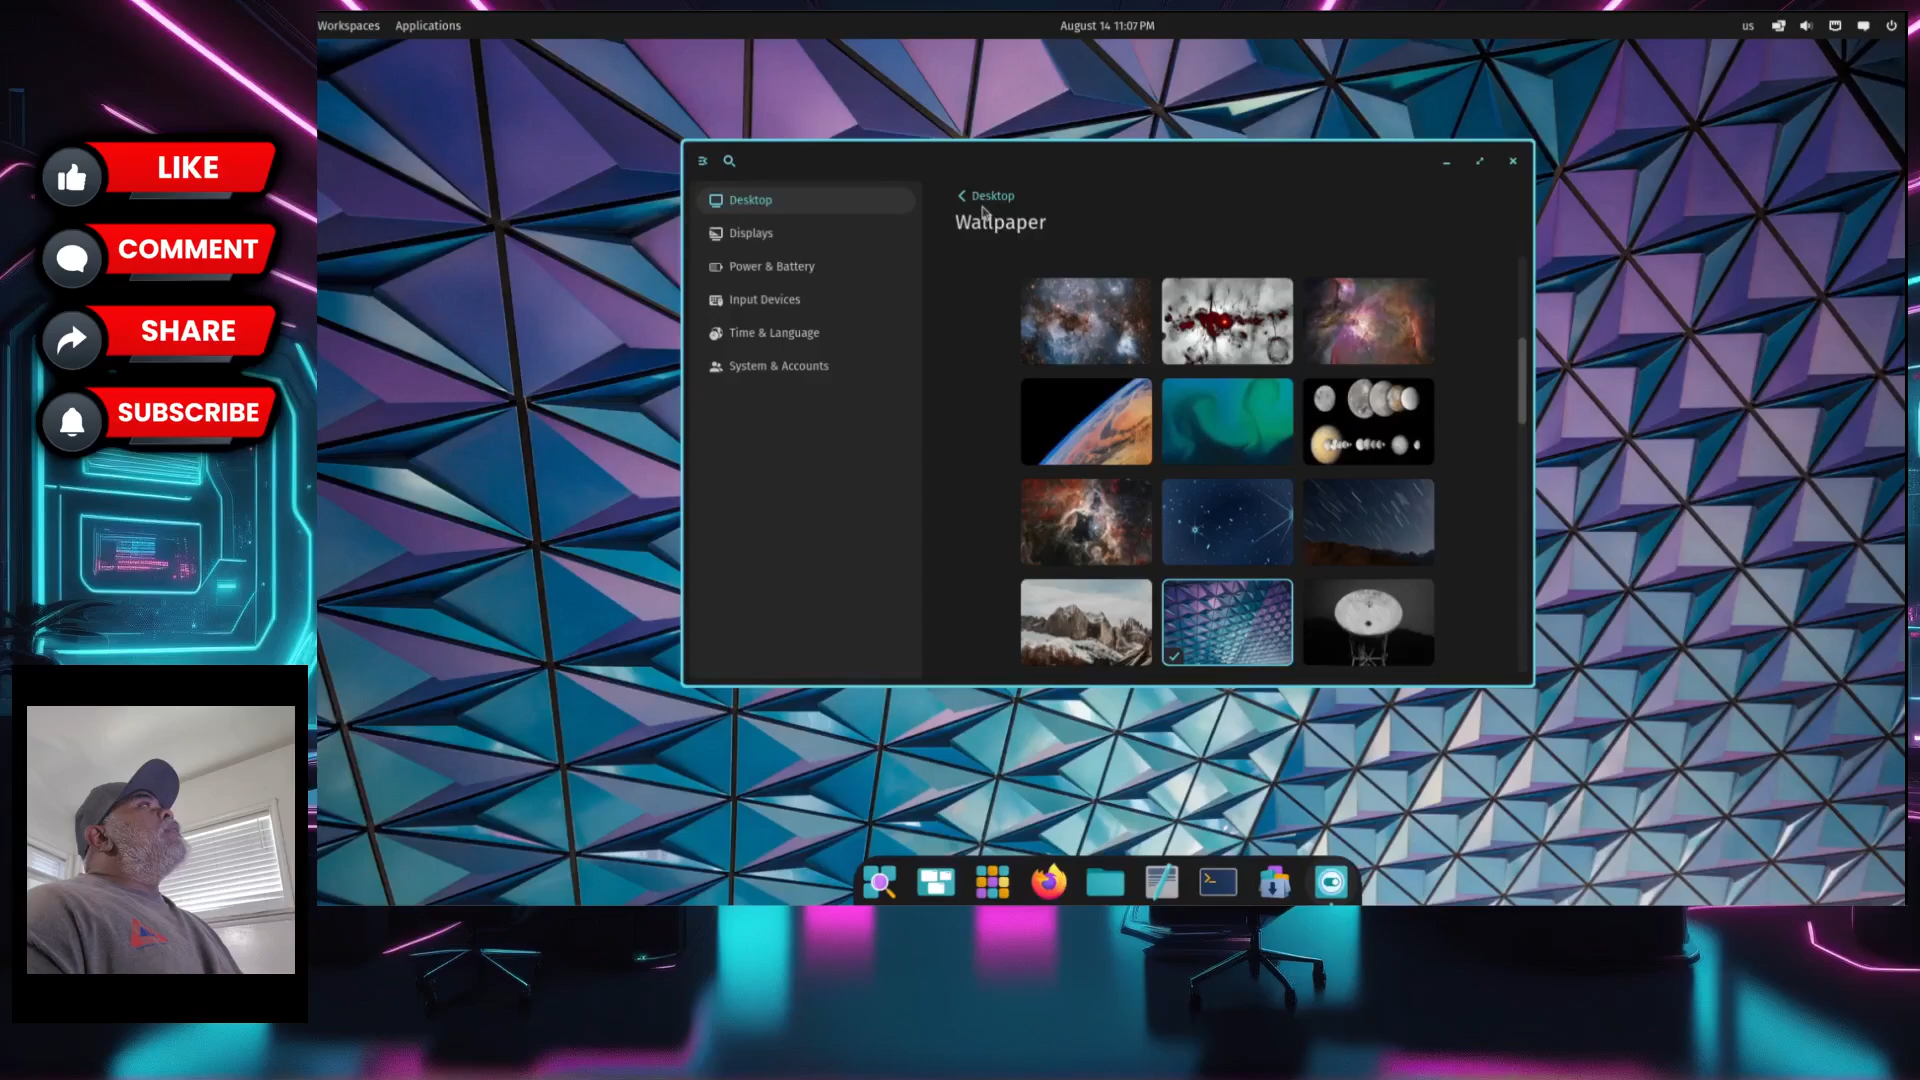 Workspaces Applications
August 14 11:07 PM
us
LIKE
COMMENT
SHARE
SUBSCRIBE
Desktop
Displays
Power & Battery
Input Devices
Time & Language
System & Accounts
Desktop
Wallpaper